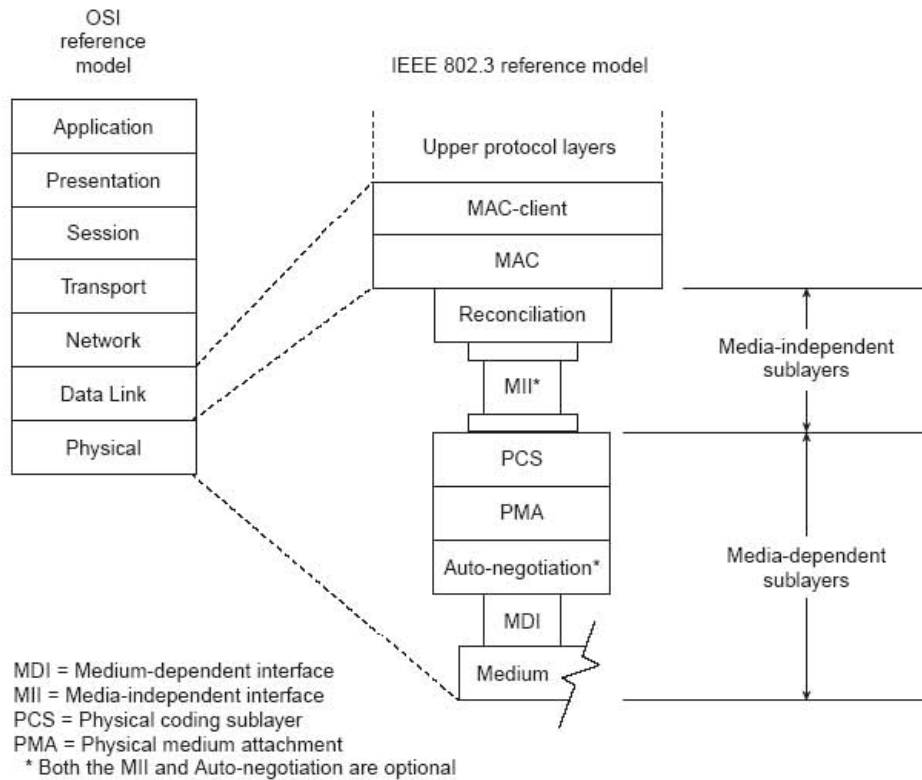 OSI
reference
model
IEEE 802.3 reference model
Application
Presentation
Session
Transport
Network
Data Link
Physical
Upper protocol layers
MAC-client
MAC
Reconciliation
MII*
PCS
PMA
Auto-negotiation*
MDI
Medium
Media-independent
sublayers
Media-dependent
sublayers
MDI = Medium-dependent interface
MII = Media-independent interface
PCS = Physical coding sublayer
PMA = Physical medium attachment
* Both the MII and Auto-negotiation are optional